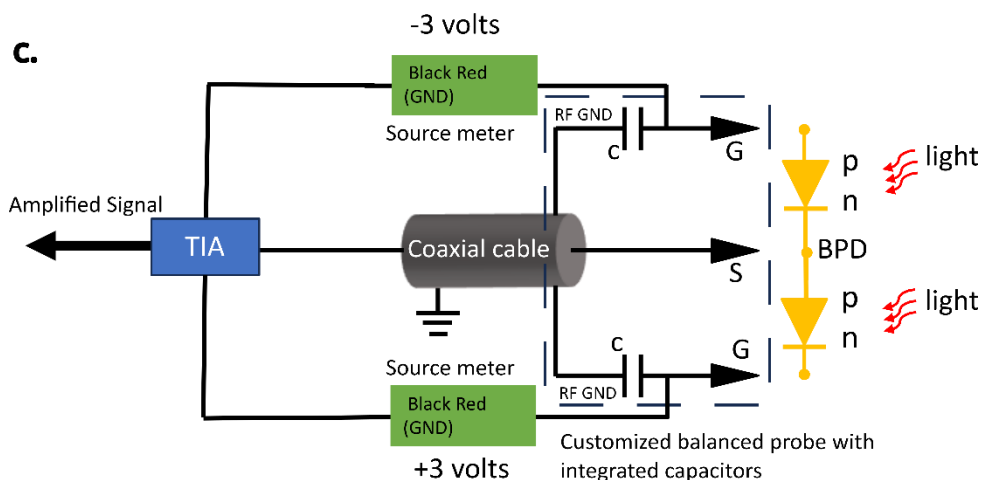 c.
-3 volts
Black Red
(GND)
Source meter
RF GND
C
G
p
n
light
Amplified Signal
TIA
Coaxial cable
S
BPD
p
n
light
C
G
RF GND
Source meter
Black Red
(GND)
+3 volts
Customized balanced probe with
integrated capacitors